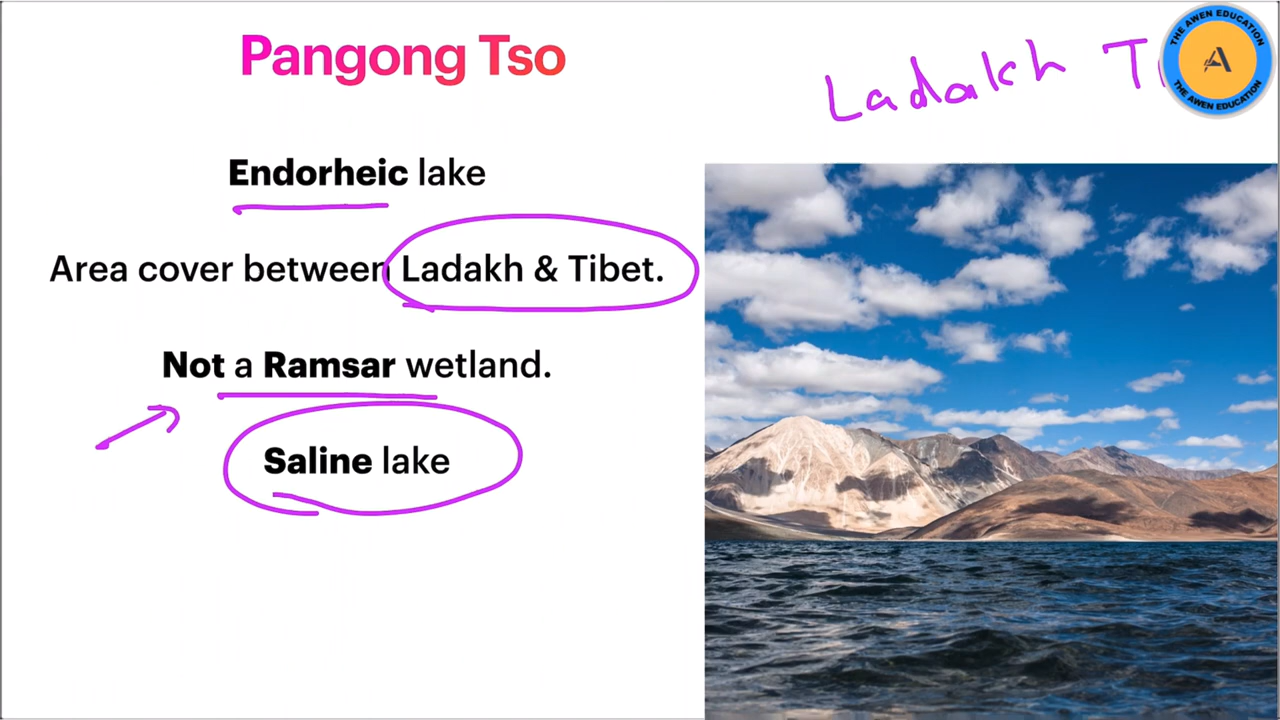 Pangong Tso
Ladakh
THE AWEN EDUCATION
A
THE AWEN EDUCATION
Endorheic lake
Area cover between Ladakh & Tibet.
Not a Ramsar wetland.
Saline lake